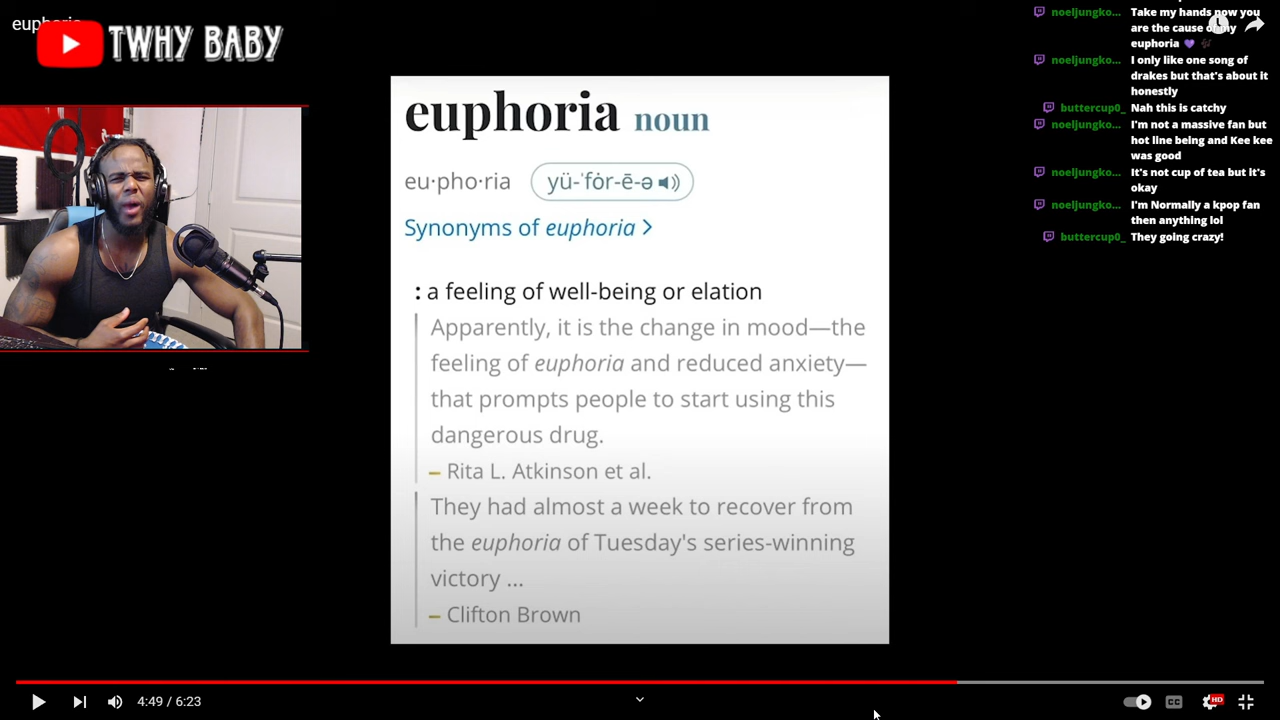 euphoria
TWHY BABY
euphoria noun
eu·pho·ria yü-ˈfȯr-ē-ə
Synonyms of euphoria
: a feeling of well-being or elation
Apparently, it is the change in mood—the
feeling of euphoria and reduced anxiety—
that prompts people to start using this
dangerous drug.
– Rita L. Atkinson et al.
They had almost a week to recover from
the euphoria of Tuesday's series-winning
victory ...
– Clifton Brown
noeljungko... Take my hands now you
are the cause of my
euphoria
noeljungko... I only like one song of
drakes but that's about it
honestly
buttercup0_ Nah this is catchy
noeljungko... I'm not a massive fan but
hot line being and Kee kee
was good
noeljungko... It's not cup of tea but it's
okay
noeljungko... I'm Normally a kpop fan
then anything lol
buttercup0_ They going crazy!
4:49 / 6:23
CC
HD